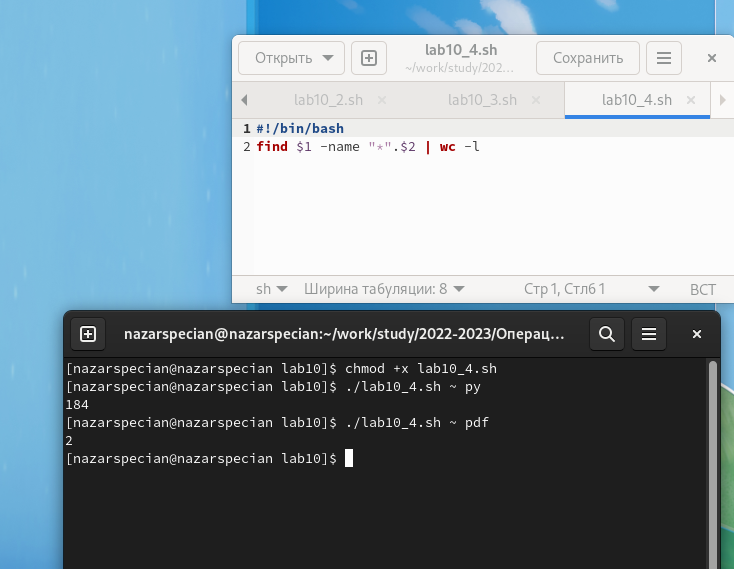 Открыть
lab10_4.sh
~/work/study/202...
Сохранить
lab10_2.sh
lab10_3.sh
lab10_4.sh
1 #!/bin/bash
2 find $1 -name "*".$2 | wc -l
sh
Ширина табуляции: 8
Стр 1, Стлб 1
ВСТ
nazarspecian@nazarspecian:~/work/study/2022-2023/Операц...
[nazarspecian@nazarspecian lab10]$ chmod +x lab10_4.sh
[nazarspecian@nazarspecian lab10]$ ./lab10_4.sh ~ py
184
[nazarspecian@nazarspecian lab10]$ ./lab10_4.sh ~ pdf
2
[nazarspecian@nazarspecian lab10]$